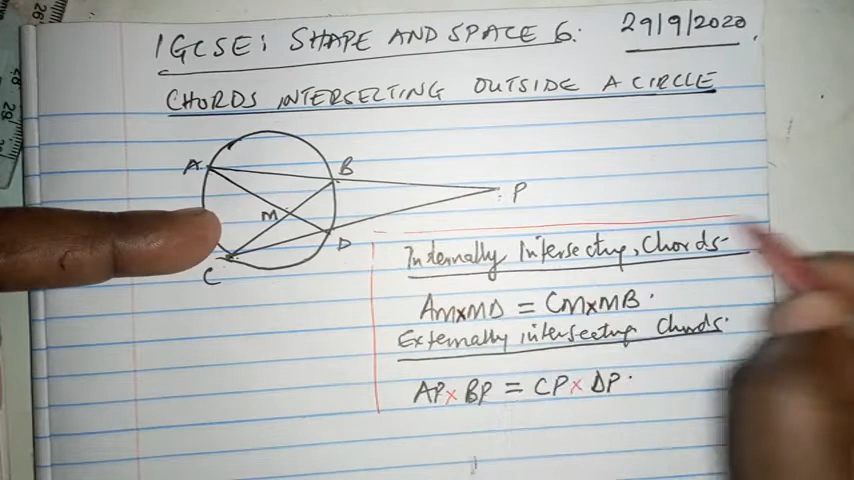 IGCSE: SHAPE AND SPACE 6.
29/9/2020.
CHORDS INTERSECTING OUTSIDE A CIRCLE
A
B
P
M
D
C
Internally Intersecting Chords
AM×MD = CM×MB.
Externally intersecting Chords.
AP×BP = CP×DP.